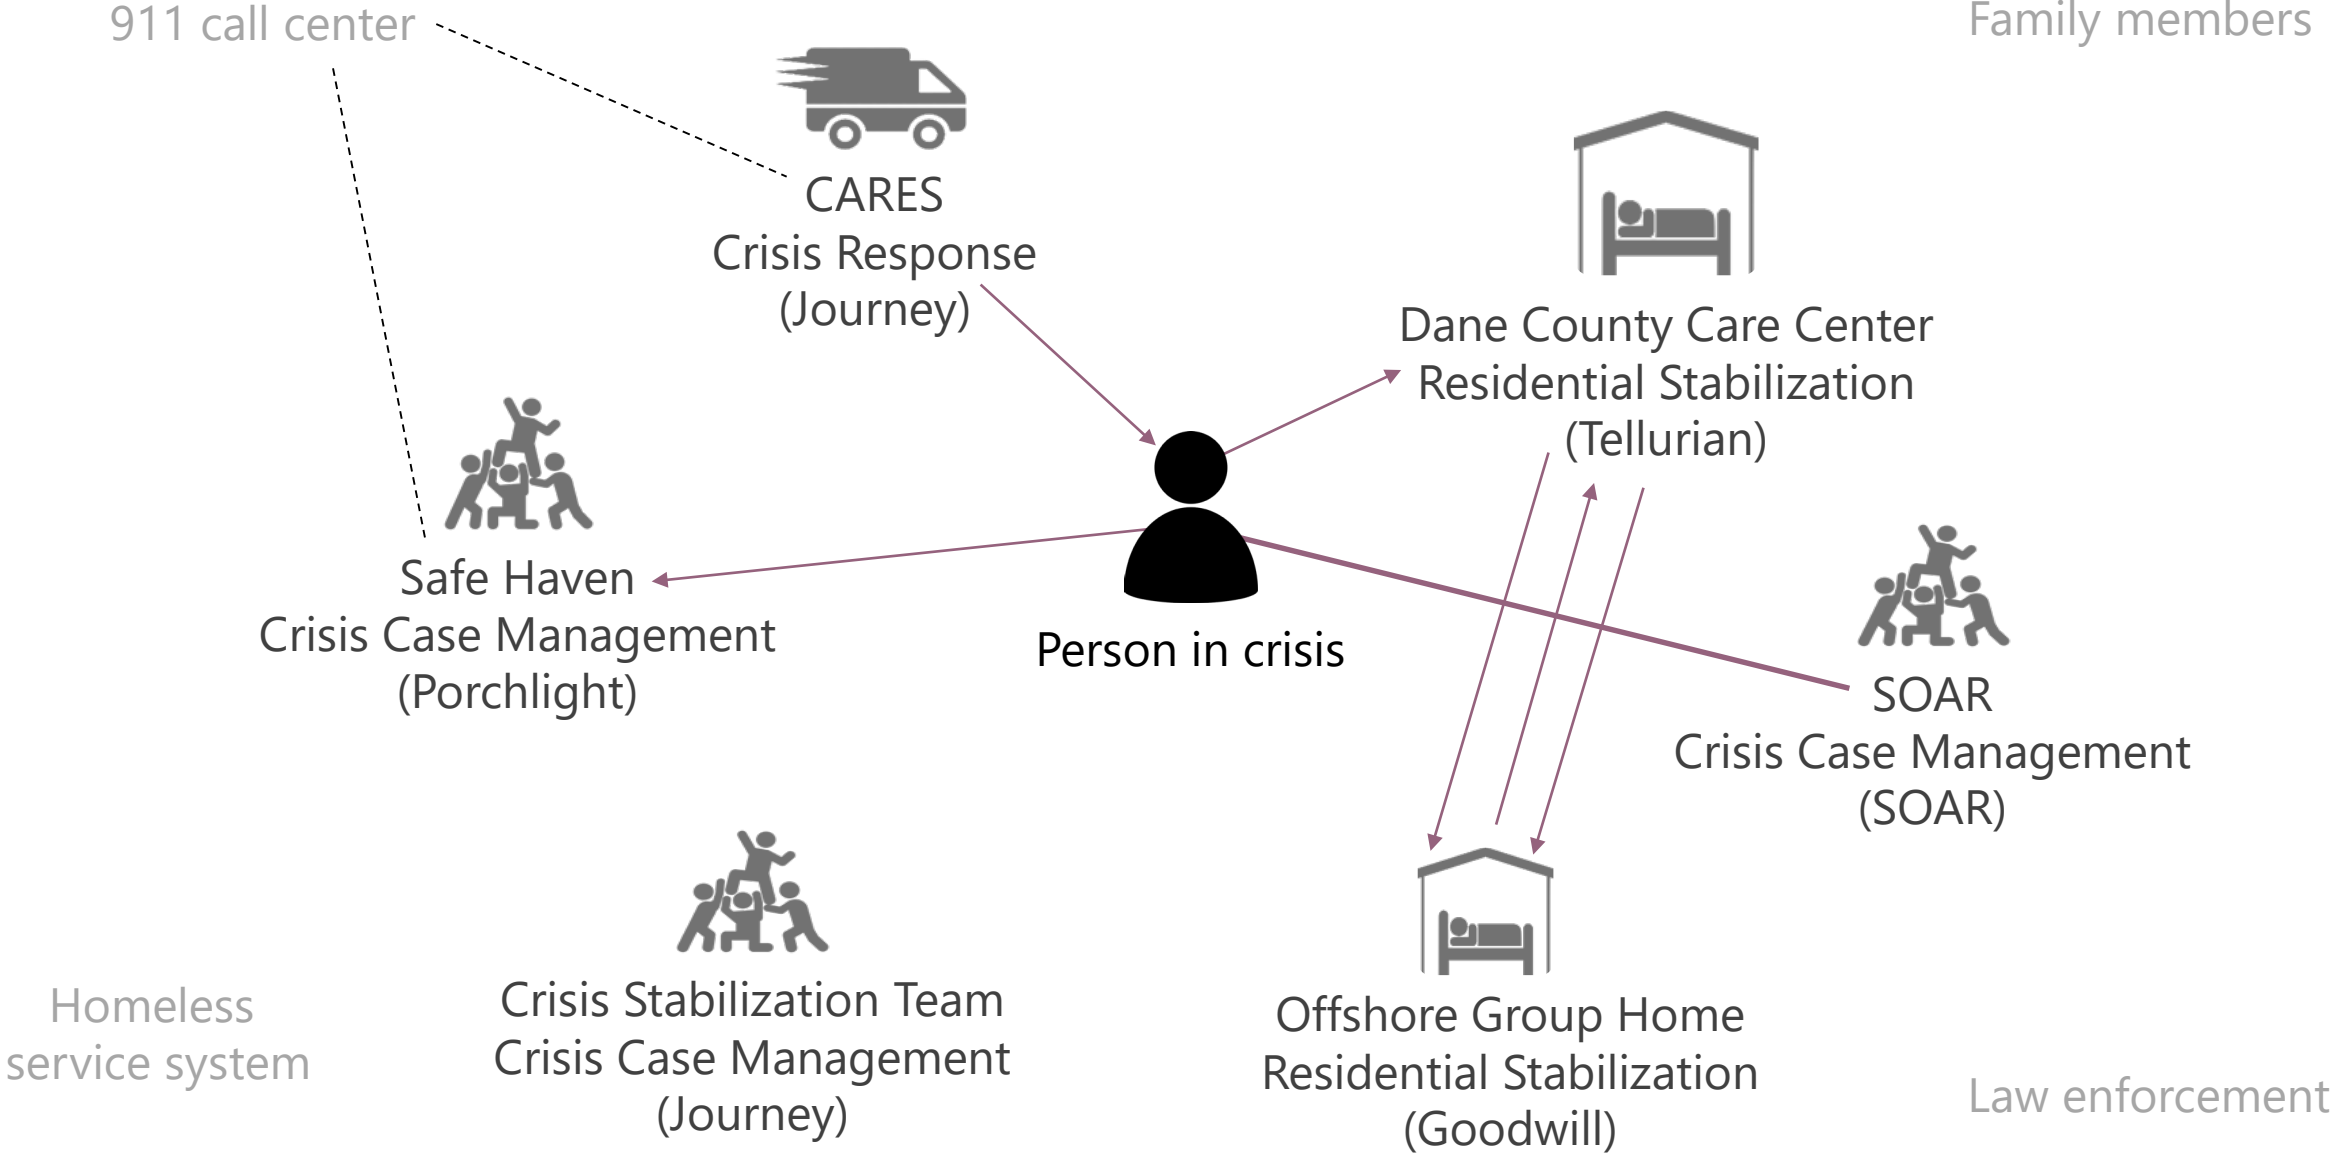 911 call center
Family members
CARES
Crisis Response
(Journey)
Dane County Care Center
Residential Stabilization
(Tellurian)
Safe Haven
Crisis Case Management
(Porchlight)
Person in crisis
SOAR
Crisis Case Management
(SOAR)
Crisis Stabilization Team
Crisis Case Management
(Journey)
Offshore Group Home
Residential Stabilization
(Goodwill)
Homeless
service system
Law enforcement